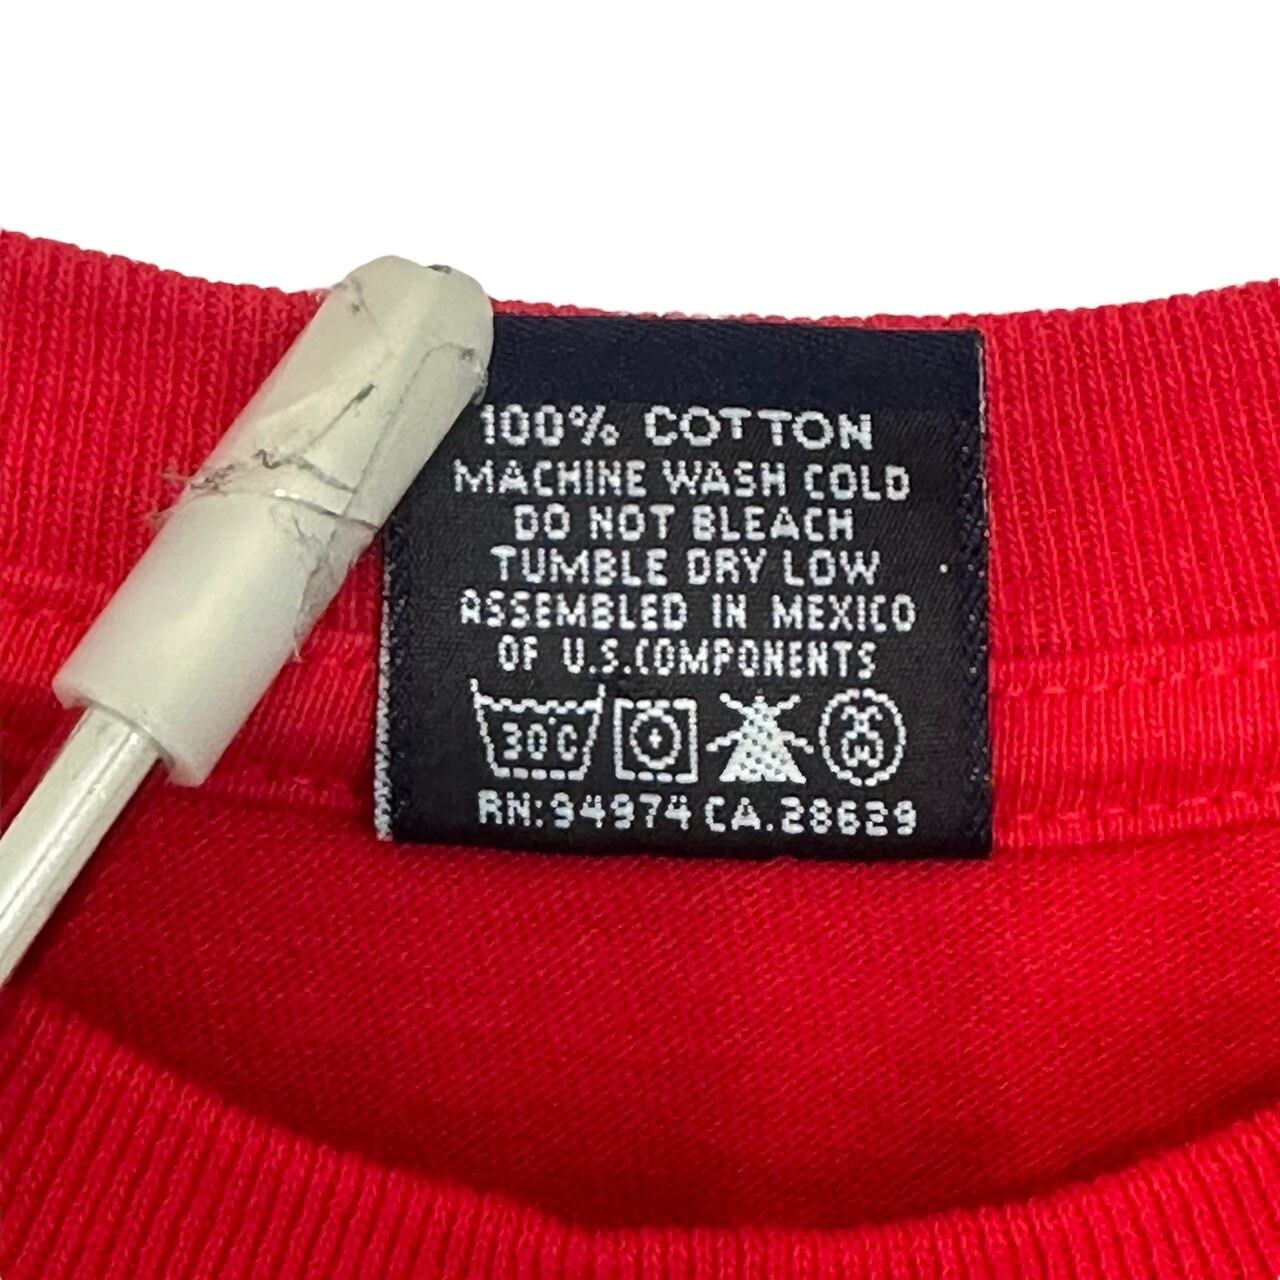 100% COTTON
MACHINE WASH COLD
DO NOT BLEACH
TUMBLE DRY LOW
ASSEMBLED IN MEXICO
OF U.S.COMPONENTS
30°C
RN:94974 CA.28629